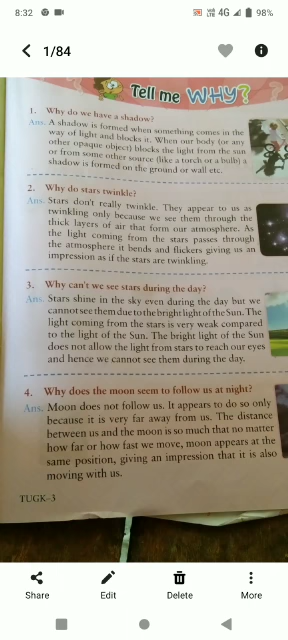 8:32 4G 98%
1/84
Tell me WHY?
1. Why do we have a shadow?
Ans. A shadow is formed when something comes in the
way of light and blocks it. When our body (or any
other opaque object) blocks the light from the sun
or from some other source (like a torch or a bulb) a
shadow is formed on the ground or wall etc.
2. Why do stars twinkle?
Ans. Stars don't really twinkle. They appear to us as
twinkling only because we see them through the
thick layers of air that form our atmosphere. As
the light coming from the stars passes through
the atmosphere it bends and flickers giving us an
impression as if the stars are twinkling.
3. Why can't we see stars during the day?
Ans. Stars shine in the sky even during the day but we
cannot see them due to the bright light of the Sun. The
light coming from the stars is very weak compared
to the light of the Sun. The bright light of the Sun
does not allow the light from stars to reach our eyes
and hence we cannot see them during the day.
4. Why does the moon seem to follow us at night?
Ans. Moon does not follow us. It appears to do so only
because it is very far away from us. The distance
between us and the moon is so much that no matter
how far or how fast we move, moon appears at the
same position, giving an impression that it is also
moving with us.
TUGK-3
Share Edit Delete More